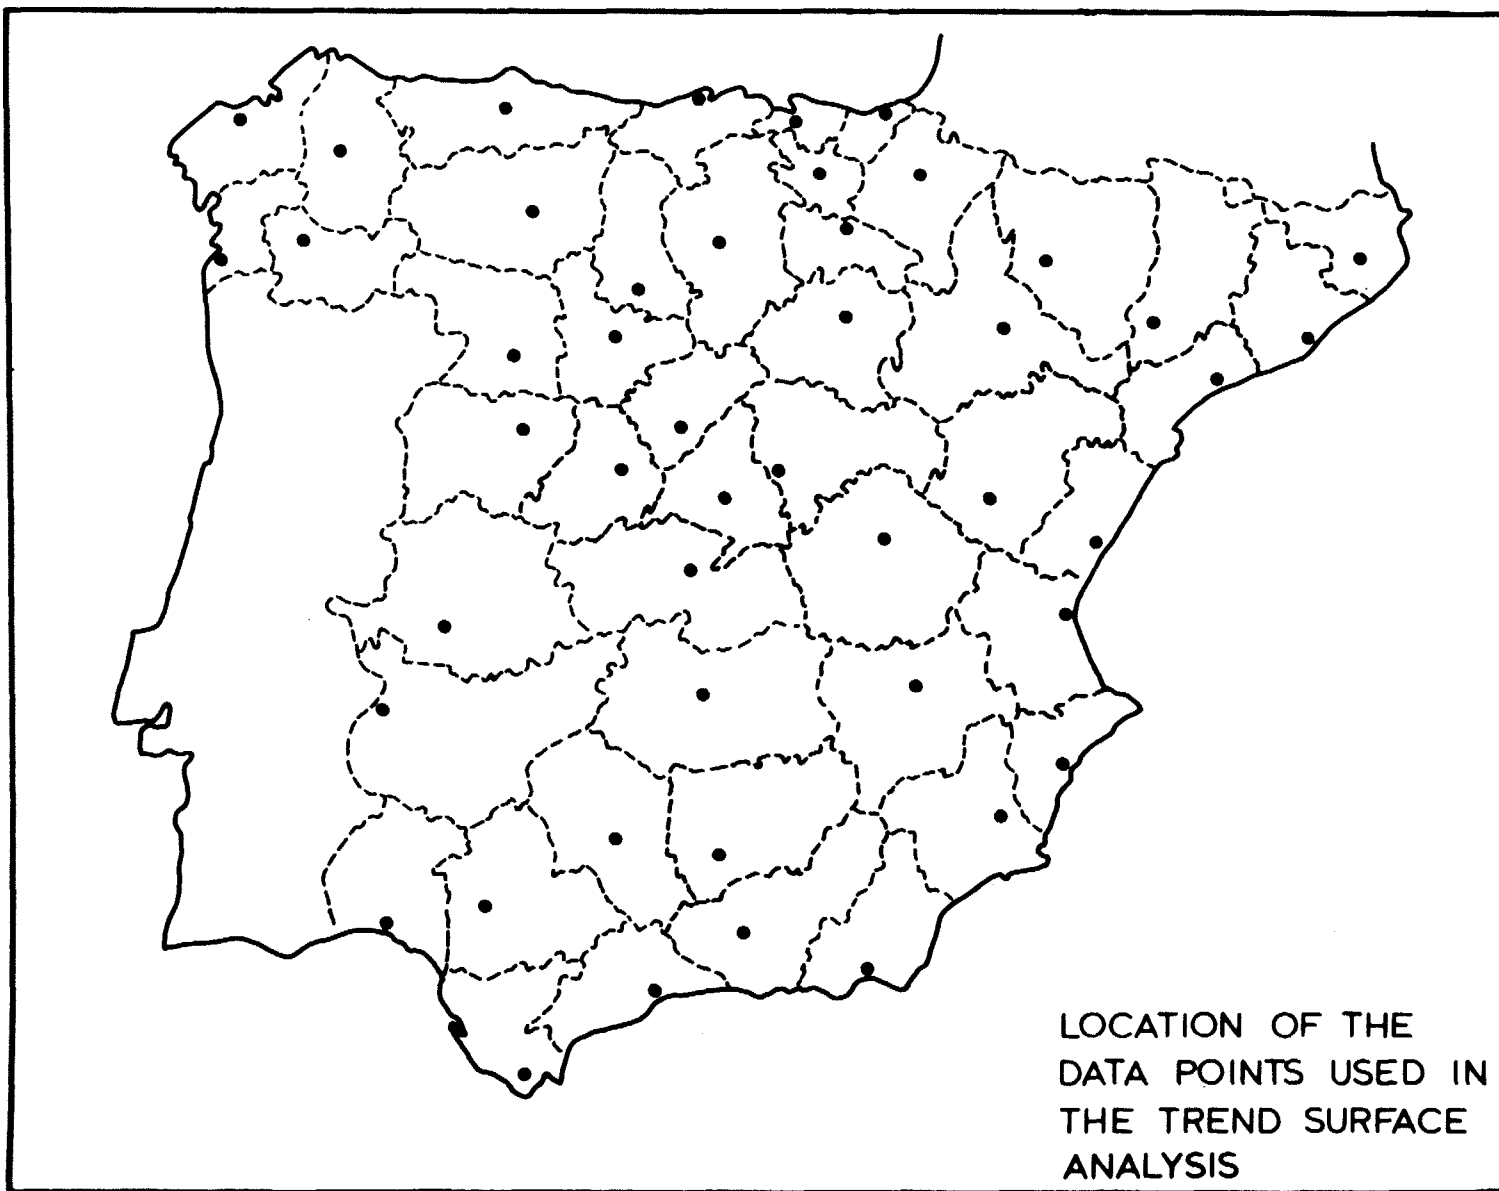 LOCATION OF THE
DATA POINTS USED IN
THE TREND SURFACE
ANALYSIS